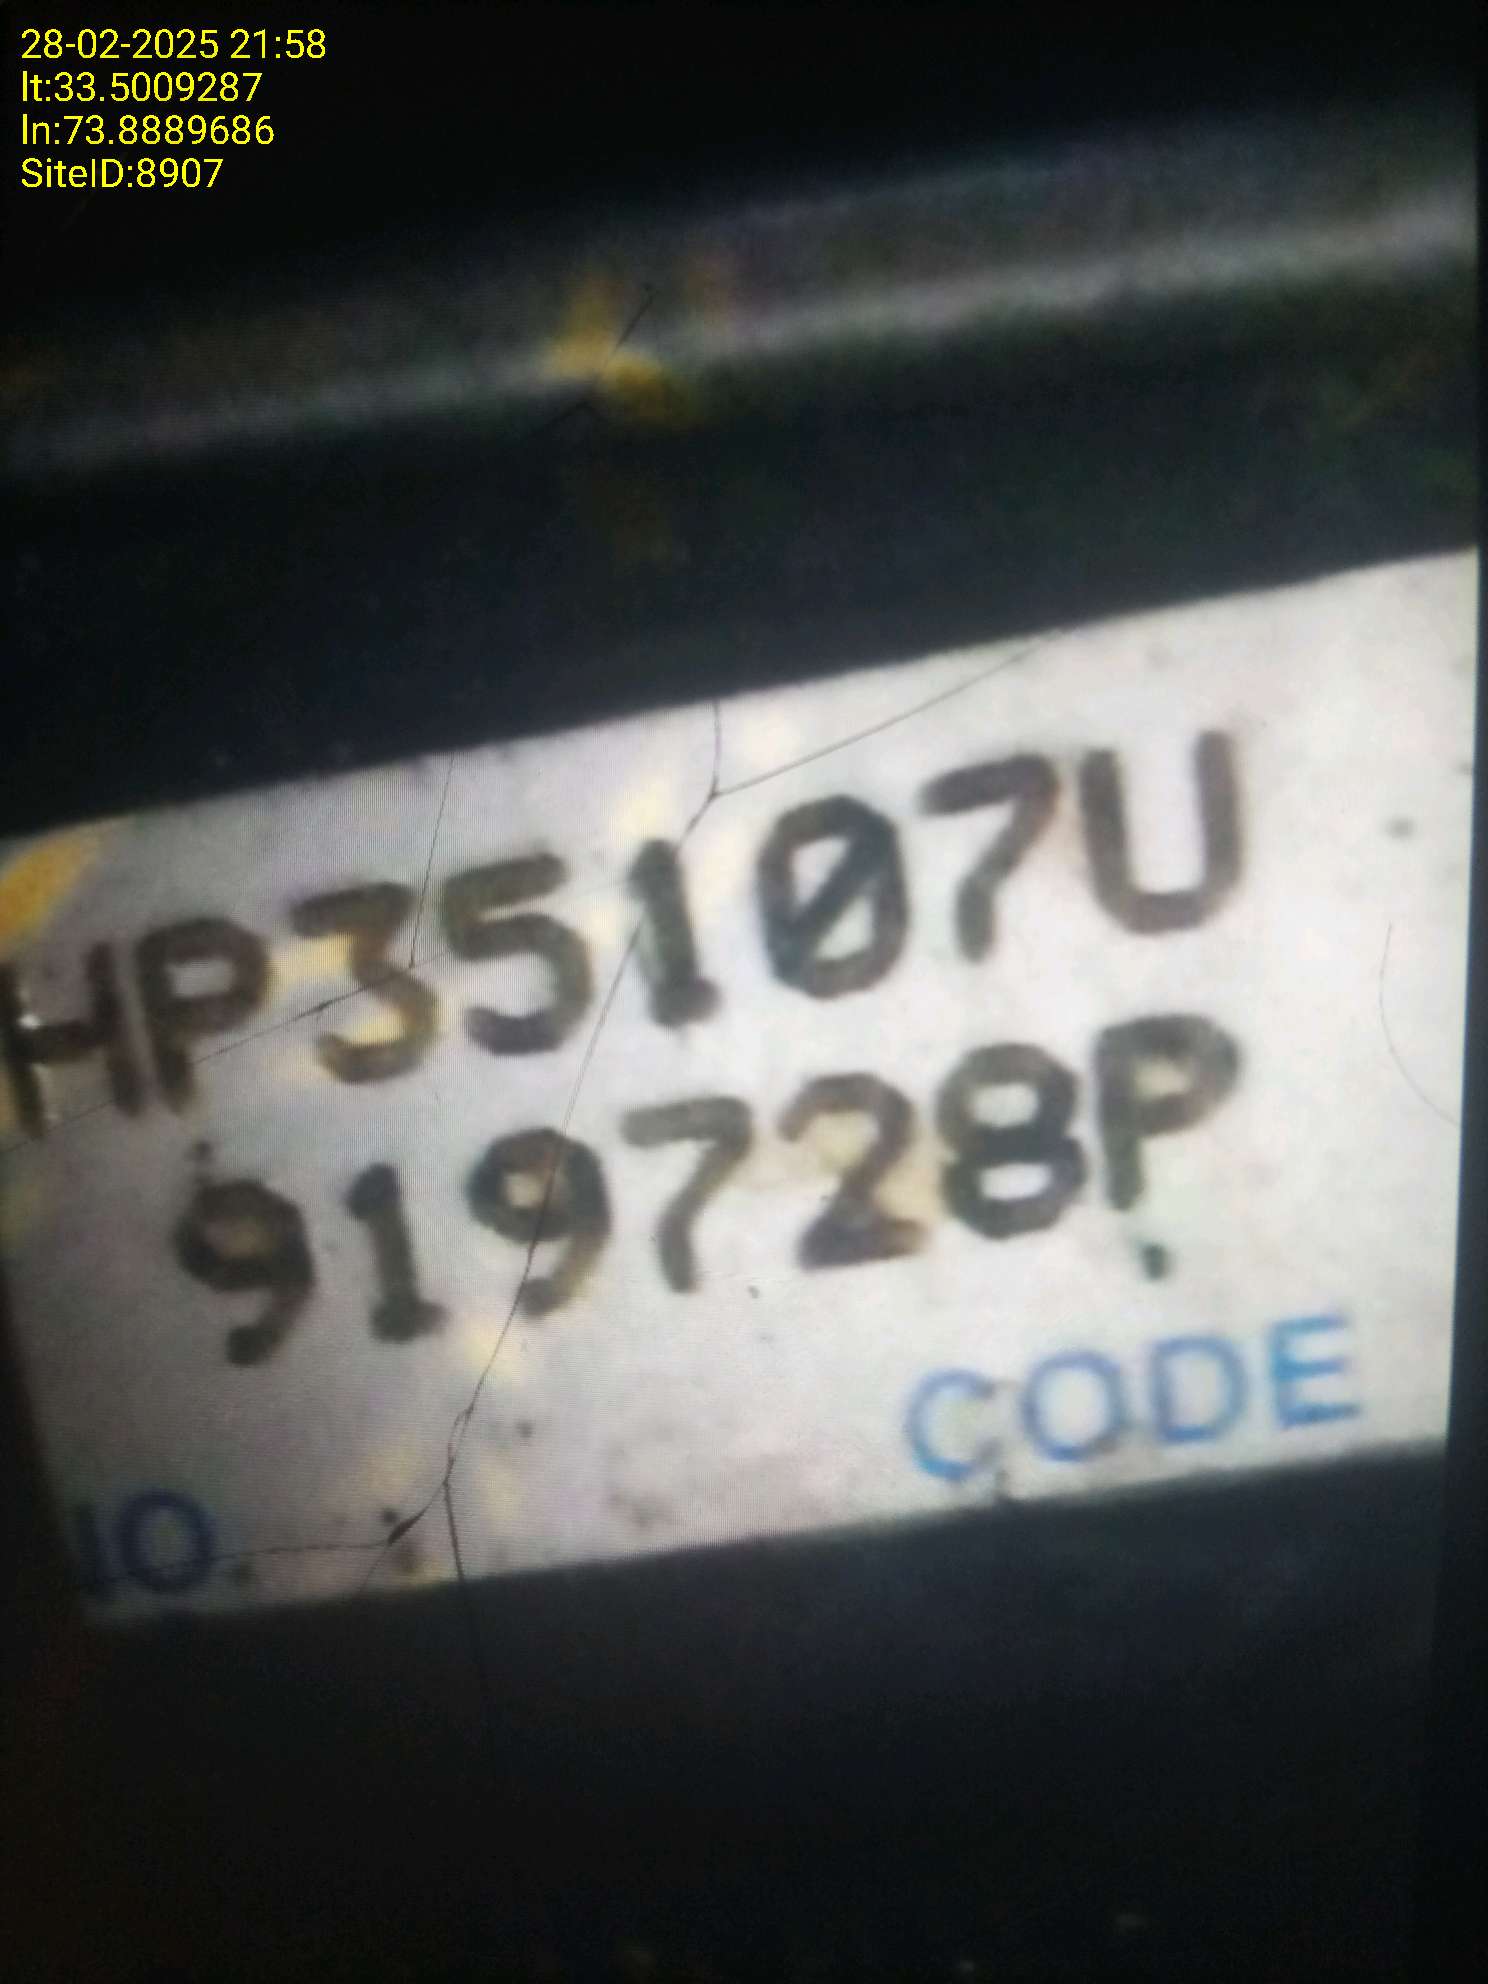 28-02-2025 21:58
lt:33.5009287
ln:73.8889686
SiteID:8907
HP35107U
919728P
CODE